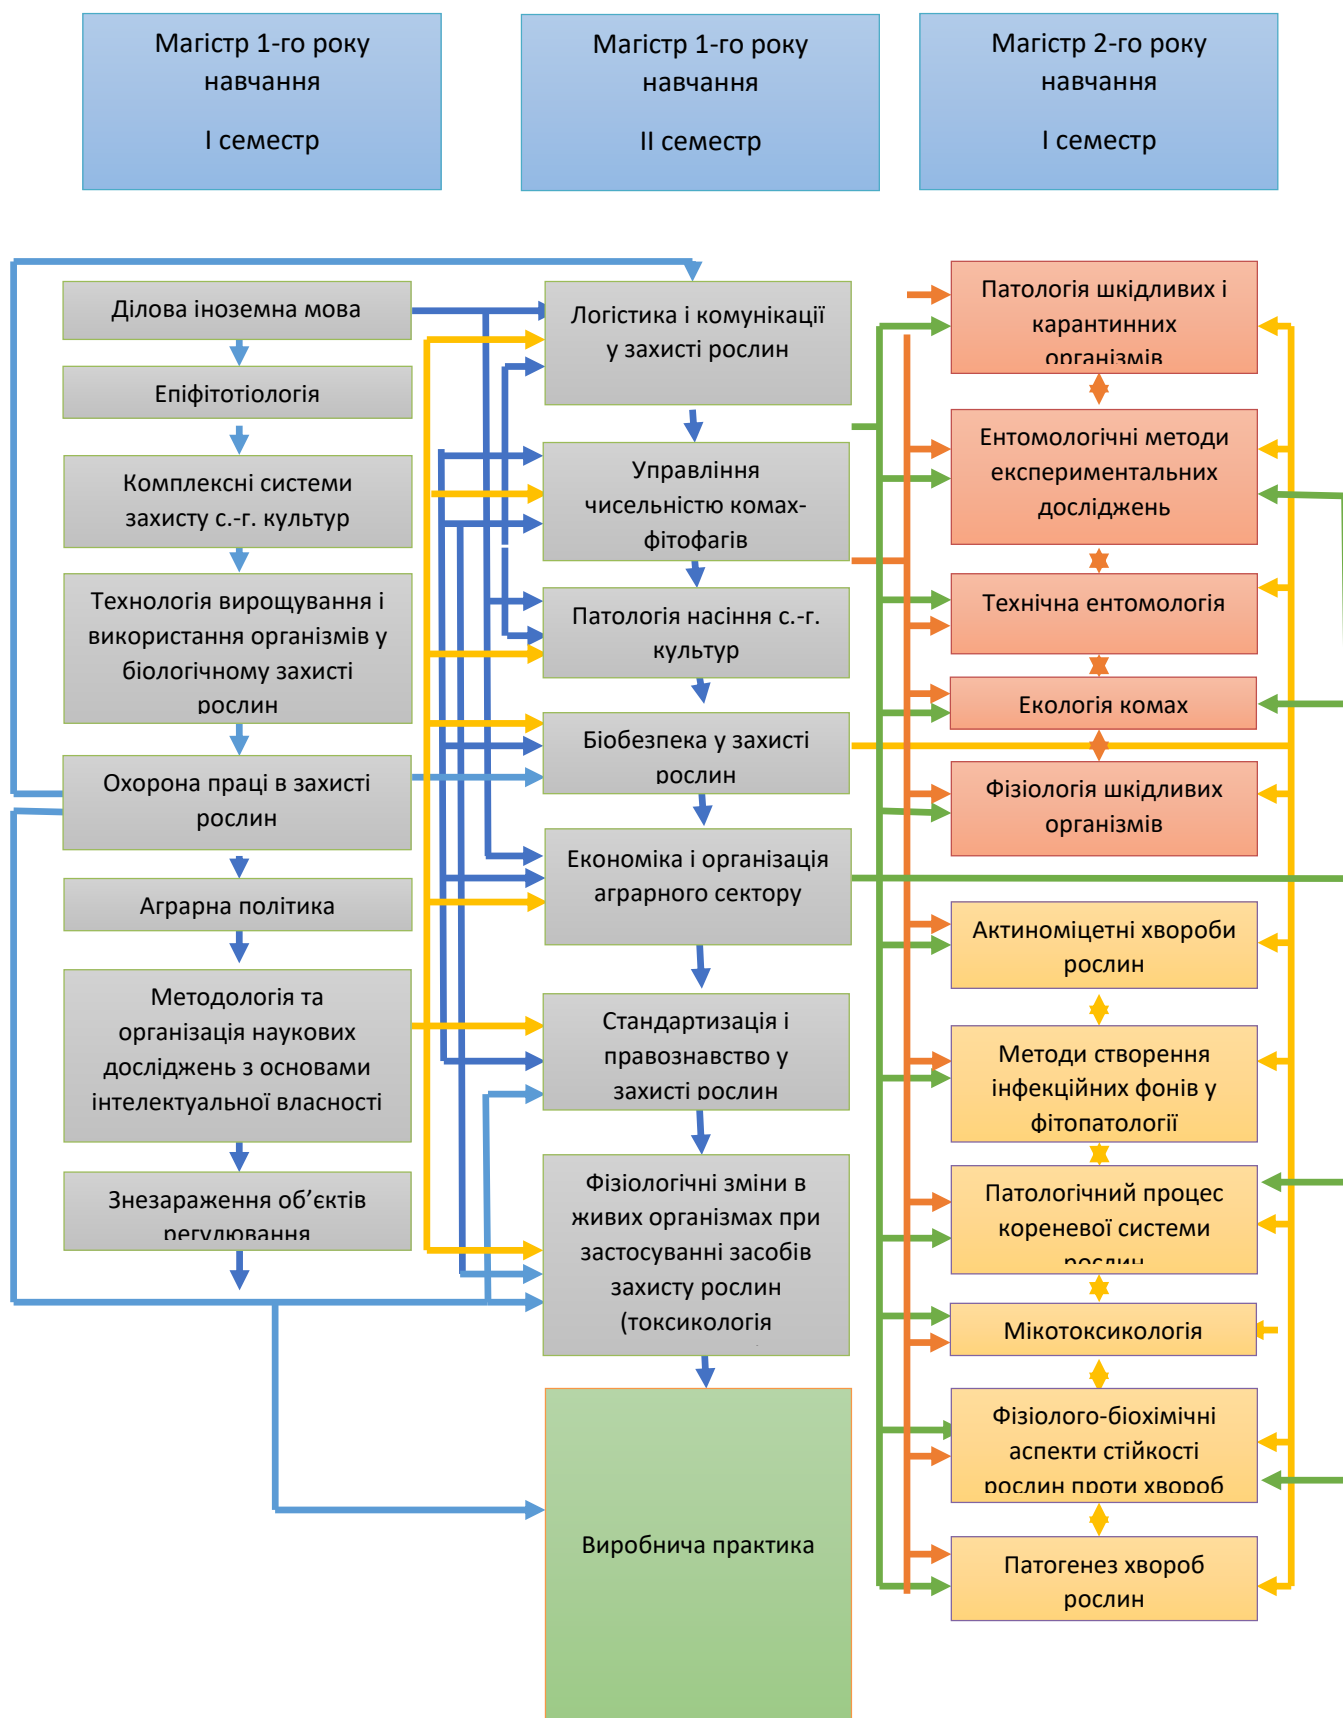 Магістр 1-го року
навчання
І семестр
Магістр 1-го року
навчання
ІІ семестр
Магістр 2-го року
навчання
І семестр
Ділова іноземна мова
Епіфітотіологія
Комплексні системи
захисту с.-г. культур
Технологія вирощування і
використання організмів у
біологічному захисті
рослин
Охорона праці в захисті
рослин
Аграрна політика
Методологія та
організація наукових
досліджень з основами
інтелектуальної власності
Знезараження об’єктів
регулювання
Логістика і комунікації
у захисті рослин
Управління
чисельністю комах-
фітофагів
Патологія насіння с.-г.
культур
Біобезпека у захисті
рослин
Економіка і організація
аграрного сектору
Стандартизація і
правознавство у
захисті рослин
Фізіологічні зміни в
живих організмах при
застосуванні засобів
захисту рослин
(токсикологія
Виробнича практика
Патологія шкідливих і
карантинних
організмів
Ентомологічні методи
експериментальних
досліджень
Технічна ентомологія
Екологія комах
Фізіологія шкідливих
організмів
Актиноміцетні хвороби
рослин
Методи створення
інфекційних фонів у
фітопатології
Патологічний процес
кореневої системи
рослин
Мікотоксикологія
Фізіолого-біохімічні
аспекти стійкості
рослин проти хвороб
Патогенез хвороб
рослин